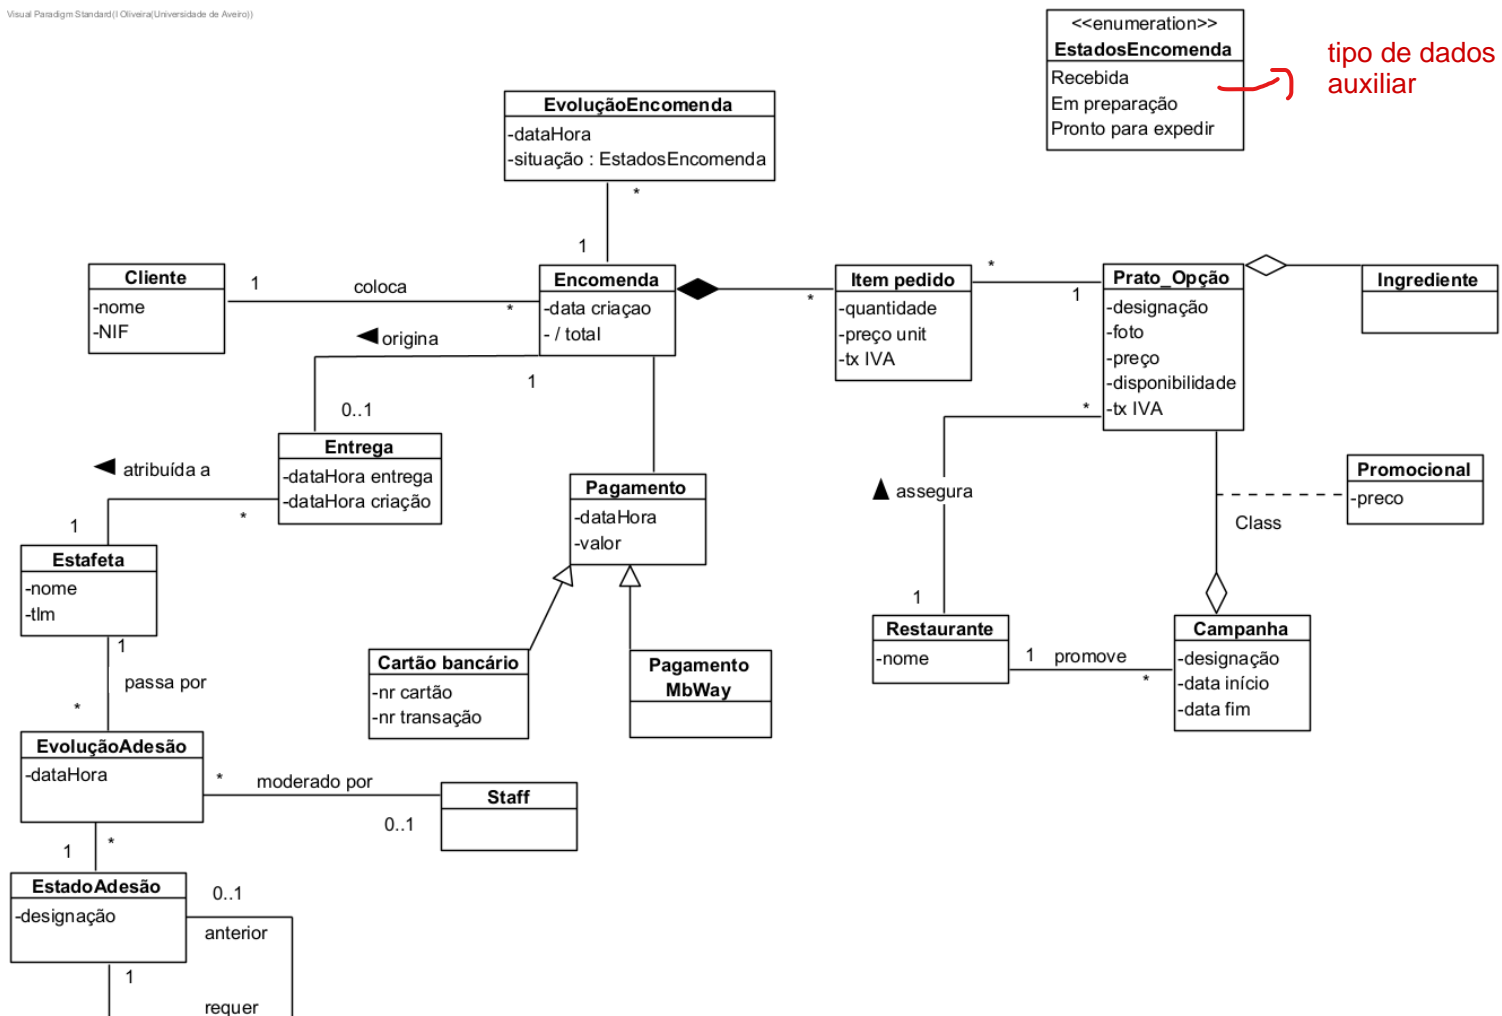 Visual Paradigm Standard(I Oliveira(Universidade de Aveiro))
<<enumeration>>
EstadosEncomenda
Recebida
Em preparação
Pronto para expedir
tipo de dados
auxiliar
EvoluçãoEncomenda
-dataHora
-situação : EstadosEncomenda
*
1
Cliente
-nome
-NIF
1
coloca
*
Encomenda
-data criaçao
- / total
*
Item pedido
-quantidade
-preço unit
-tx IVA
*
1
Prato_Opção
-designação
-foto
-preço
-disponibilidade
-tx IVA
Ingrediente
origina
1
0..1
Entrega
-dataHora entrega
-dataHora criação
atribuída a
*
1
Estafeta
-nome
-tlm
Pagamento
-dataHora
-valor
*
assegura
1
Promocional
-preco
Class
Restaurante
-nome
1
promove
*
Campanha
-designação
-data início
-data fim
Cartão bancário
-nr cartão
-nr transação
Pagamento
MbWay
1
passa por
*
EvoluçãoAdesão
-dataHora
*
moderado por
0..1
Staff
1
*
EstadoAdesão
-designação
0..1
anterior
1
requer